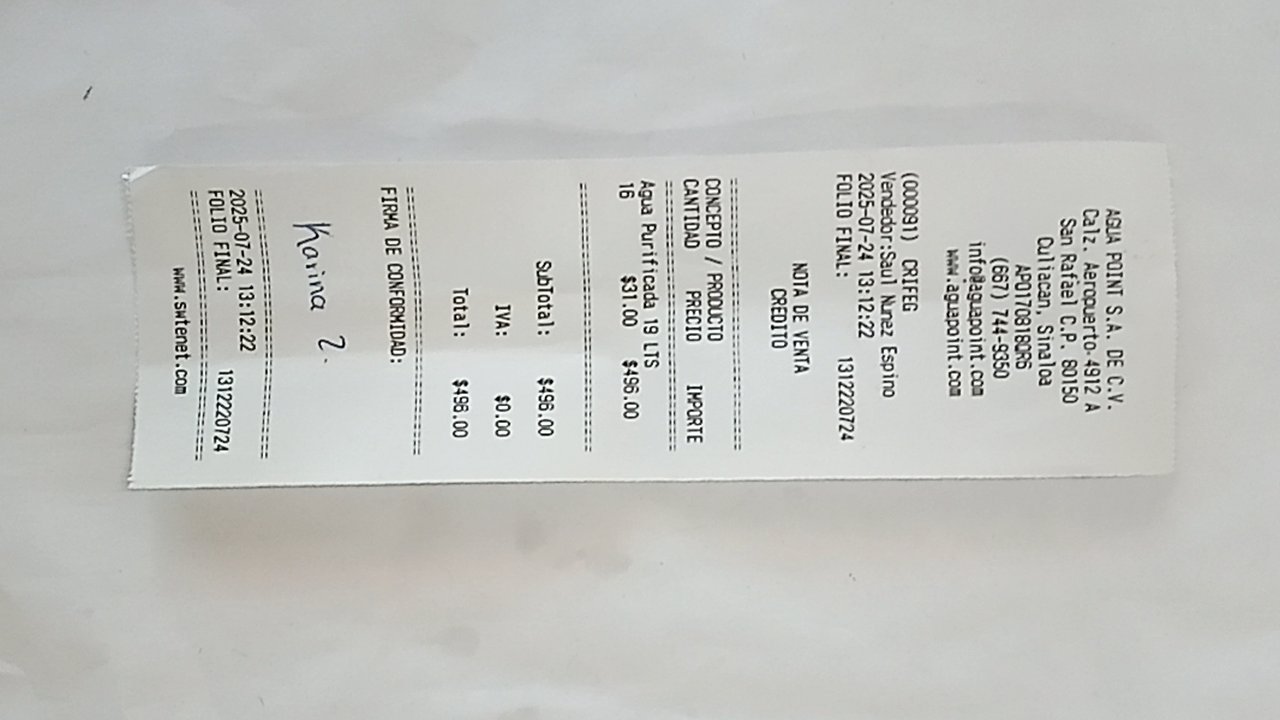 AGUA POINT S.A. DE C.V.
Calz. Aeropuerto 4912 A
San Rafael C.P. 80150
Culiacan, Sinaloa
APO170818QR6
(667) 744-9350
info@aguapoint.com
www.aguapoint.com
(000091) CRIFEG
Vendedor:Saul Nunez Espino
2025-07-24 13:12:22
FOLIO FINAL: 1312220724
NOTA DE VENTA
CREDITO
CONCEPTO / PRODUCTO
CANTIDAD PRECIO IMPORTE
Agua Purificada 19 LTS
16 $31.00 $496.00
SubTotal: $496.00
IVA: $0.00
Total: $496.00
FIRMA DE CONFORMIDAD:
Karina Z.
2025-07-24 13:12:22
FOLIO FINAL: 1312220724
www.swtenet.com